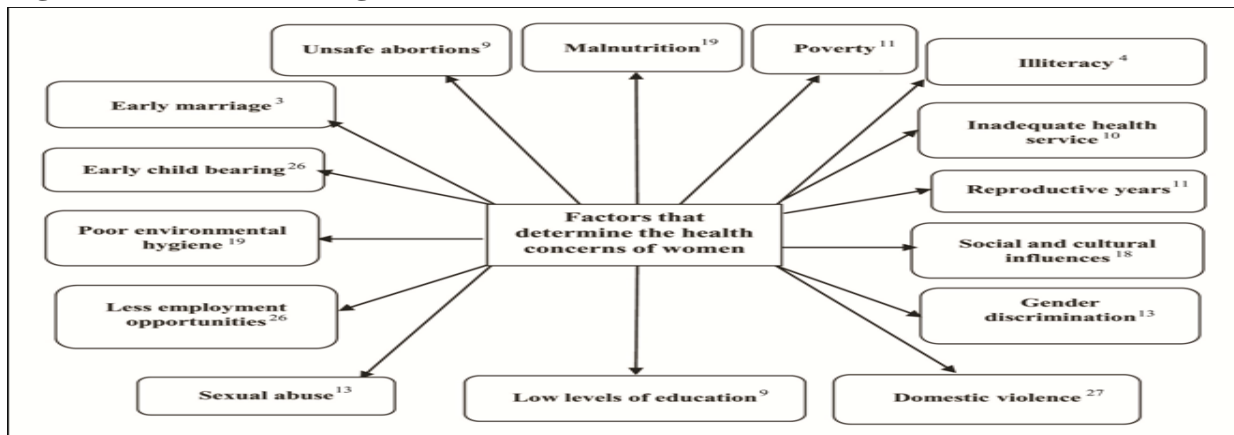 Unsafe abortions 9
Malnutrition 19
Poverty 11
Illiteracy 4
Early marriage 3
Inadequate health
service 10
Early child bearing 26
Reproductive years 11
Factors that
determine the health
concerns of women
Poor environmental
hygiene 19
Social and cultural
influences 18
Less employment
opportunities 26
Gender
discrimination 13
Sexual abuse 13
Low levels of education 9
Domestic violence 27